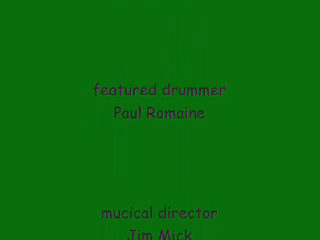 featured drummer
Paul Romaine
mucical director
Jim Mick